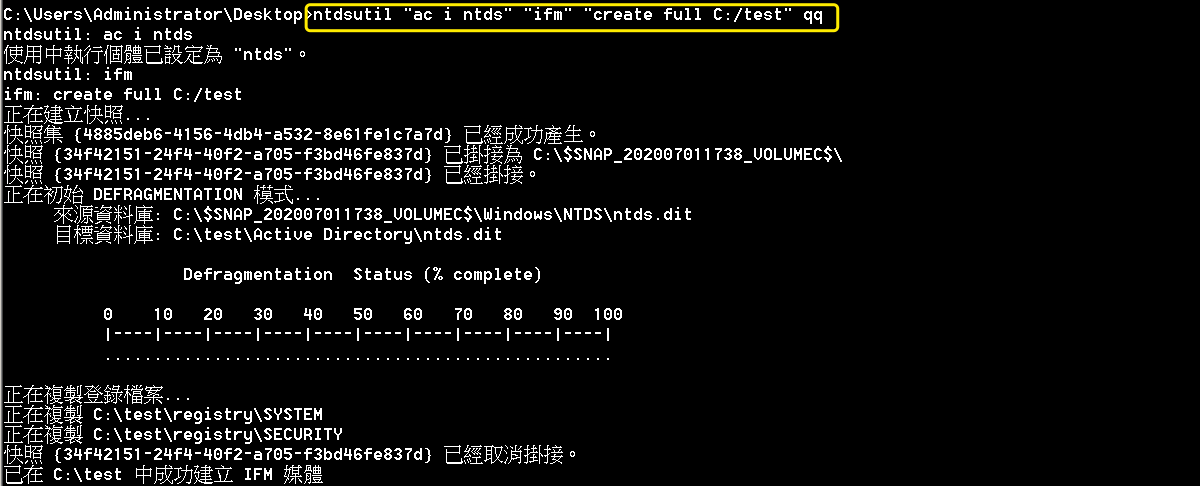 C:\Users\Administrator\Desktop>ntdsutil "ac i ntds" "ifm" "create full C:/test" qq
ntdsutil: ac i ntds
使用中執行個體已設定為 "ntds"。
ntdsutil: ifm
ifm: create full C:/test
正在建立快照...
快照集 {4885deb6-4156-4db4-a532-8e61fe1c7a7d} 已經成功產生。
快照 {34f42151-24f4-40f2-a705-f3bd46fe837d} 已掛接為 C:\$SNAP_202007011738_VOLUMEC$\
快照 {34f42151-24f4-40f2-a705-f3bd46fe837d} 已經掛接。
正在初始 DEFRAGMENTATION 模式...
來源資料庫: C:\$SNAP_202007011738_VOLUMEC$\Windows\NTDS\ntds.dit
目標資料庫: C:\test\Active Directory\ntds.dit
Defragmentation  Status (% complete)
0    10   20   30   40   50   60   70   80   90  100
|----|----|----|----|----|----|----|----|----|----|
...................................................
正在複製登錄檔案...
正在複製 C:\test\registry\SYSTEM
正在複製 C:\test\registry\SECURITY
快照 {34f42151-24f4-40f2-a705-f3bd46fe837d} 已經取消掛接。
已在 C:\test 中成功建立 IFM 媒體